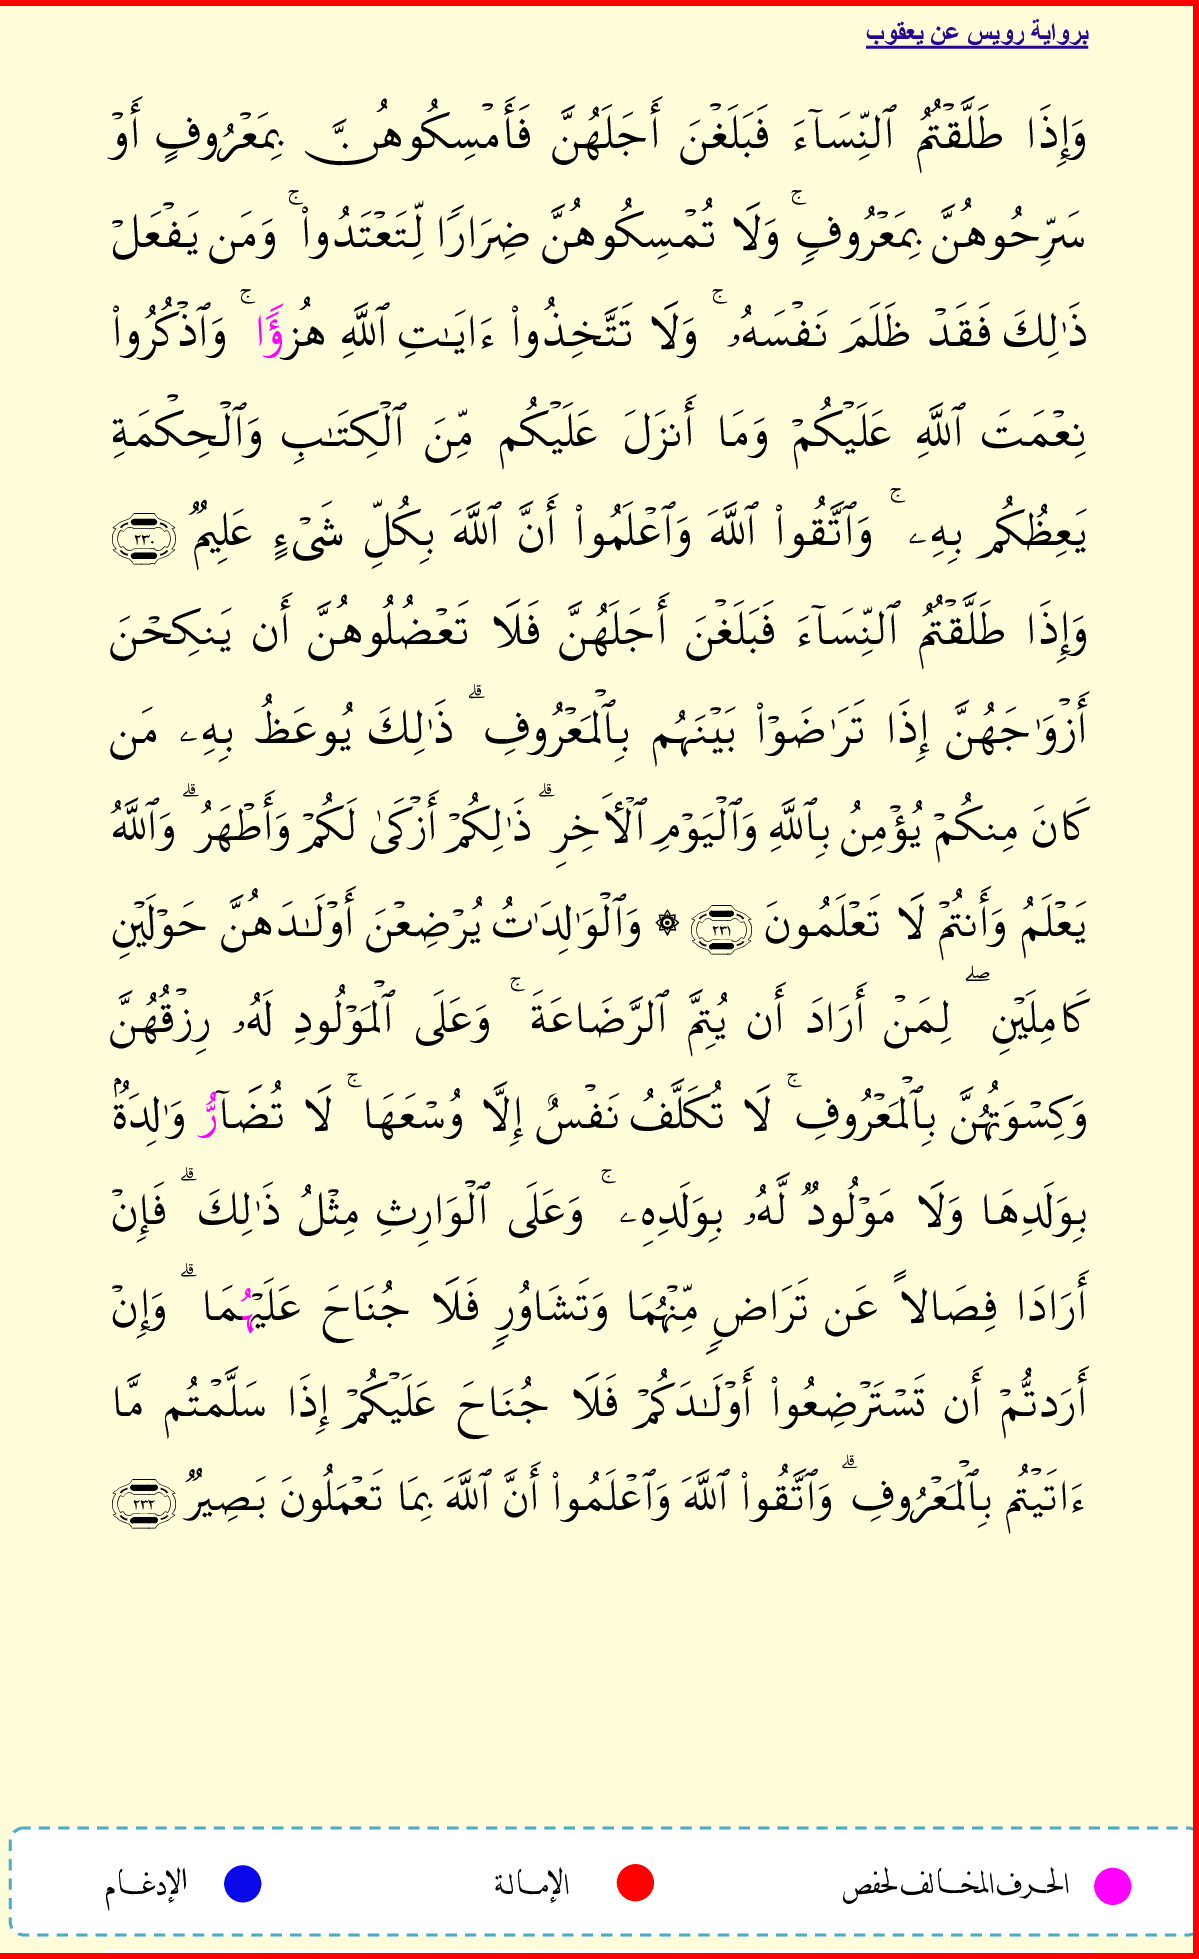 برواية رويس عن يعقوب
وَإِذَا طَلَّقۡتُمُ ٱلنِّسَآءَ فَبَلَغۡنَ أَجَلَهُنَّ فَأَمۡسِكُوهُنَّ بِمَعۡرُوفٍ أَوۡ
سَرِّحُوهُنَّ بِمَعۡرُوفٖۚ وَلَا تُمۡسِكُوهُنَّ ضِرَارٗا لِّتَعۡتَدُواْۚ وَمَن يَفۡعَلۡ
ذَٰلِكَ فَقَدۡ ظَلَمَ نَفۡسَهُۥۚ وَلَا تَتَّخِذُوٓاْ ءَايَٰتِ ٱللَّهِ هُزُؤٗاۚ وَٱذۡكُرُواْ
نِعۡمَتَ ٱللَّهِ عَلَيۡكُمۡ وَمَا أَنزَلَ عَلَيۡكُم مِّنَ ٱلۡكِتَٰبِ وَٱلۡحِكۡمَةِ
يَعِظُكُم بِهِۦۚ وَٱتَّقُواْ ٱللَّهَ وَٱعۡلَمُواْ أَنَّ ٱللَّهَ بِكُلِّ شَيۡءٍ عَلِيمٞ ٢٣٠
وَإِذَا طَلَّقۡتُمُ ٱلنِّسَآءَ فَبَلَغۡنَ أَجَلَهُنَّ فَلَا تَعۡضُلُوهُنَّ أَن يَنكِحۡنَ
أَزۡوَٰجَهُنَّ إِذَا تَرَٰضَوۡاْ بَيۡنَهُم بِٱلۡمَعۡرُوفِۗ ذَٰلِكَ يُوعَظُ بِهِۦ مَن
كَانَ مِنكُمۡ يُؤۡمِنُ بِٱللَّهِ وَٱلۡيَوۡمِ ٱلۡأٓخِرِۗ ذَٰلِكُمۡ أَزۡكَىٰ لَكُمۡ وَأَطۡهَرُۗ وَٱللَّهُ
يَعۡلَمُ وَأَنتُمۡ لَا تَعۡلَمُونَ ٢٣١ ۞ وَٱلۡوَٰلِدَٰتُ يُرۡضِعۡنَ أَوۡلَٰدَهُنَّ حَوۡلَيۡنِ
كَامِلَيۡنِۖ لِمَنۡ أَرَادَ أَن يُتِمَّ ٱلرَّضَاعَةَۚ وَعَلَى ٱلۡمَوۡلُودِ لَهُۥ رِزۡقُهُنَّ
وَكِسۡوَتُهُنَّ بِٱلۡمَعۡرُوفِۚ لَا تُكَلَّفُ نَفۡسٌ إِلَّا وُسۡعَهَاۚ لَا تُضَآرُّ وَٰلِدَةُۢ
بِوَلَدِهَا وَلَا مَوۡلُودٞ لَّهُۥ بِوَلَدِهِۦۚ وَعَلَى ٱلۡوَارِثِ مِثۡلُ ذَٰلِكَۗ فَإِنۡ
أَرَادَا فِصَالًا عَن تَرَاضٖ مِّنۡهُمَا وَتَشَاوُرٖ فَلَا جُنَاحَ عَلَيۡهُمَاۗ وَإِنۡ
أَرَدتُّمۡ أَن تَسۡتَرۡضِعُواْ أَوۡلَٰدَكُمۡ فَلَا جُنَاحَ عَلَيۡكُمۡ إِذَا سَلَّمۡتُم مَّا
ءَاتَيۡتُم بِٱلۡمَعۡرُوفِۗ وَٱتَّقُواْ ٱللَّهَ وَٱعۡلَمُواْ أَنَّ ٱللَّهَ بِمَا تَعۡمَلُونَ بَصِيرٞ ٢٣٢
الحرف المخالف لحفص الإمالة الإدغام